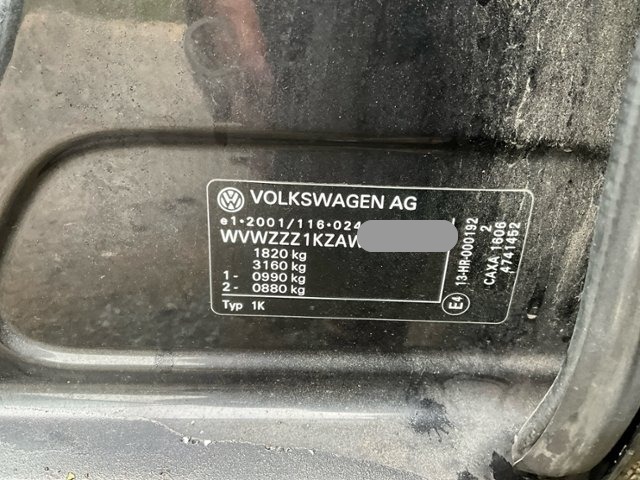 VOLKSWAGEN AG
e1*2001/116*024
WVWZZZ1KZAW
1820 kg
3160 kg
1- 0990 kg
2- 0880 kg
Typ 1K
E4
13-HR-000192
2
CAXA 1606
4741452